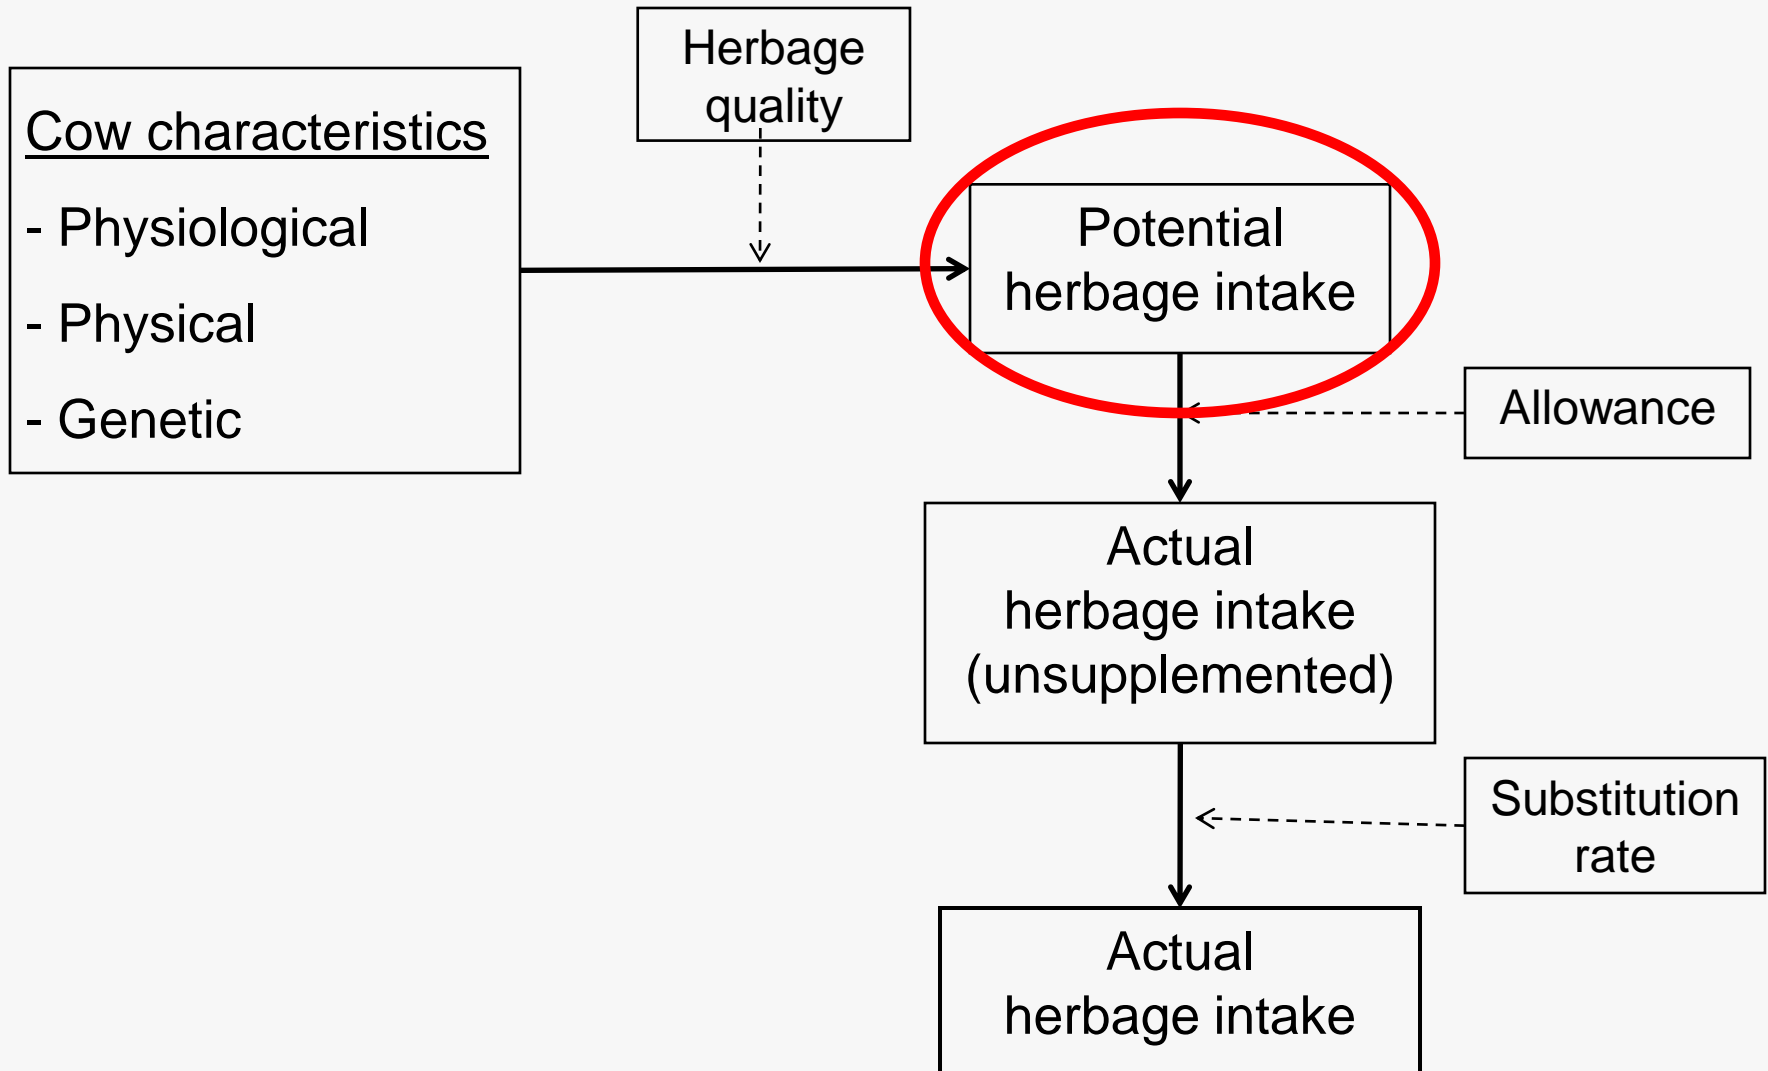 Herbage
quality
Cow characteristics
- Physiological
- Physical
- Genetic
Potential
herbage intake
Allowance
Actual
herbage intake
(unsupplemented)
Substitution
rate
Actual
herbage intake